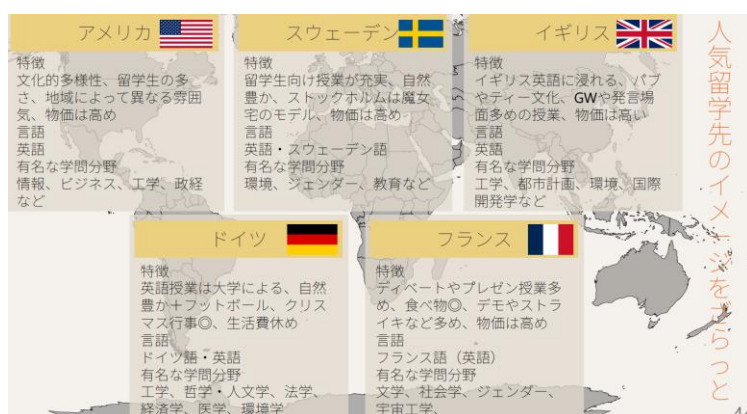 人気留学先のイメージをざらっと
アメリカ
特徴
文化的多様性、留学生の多
さ、地域によって異なる雰囲
気、物価は高め
言語
英語
有名な学問分野
情報、ビジネス、工学、政経
など
スウェーデン
特徴
留学生向け授業が充実、自然
豊か、ストックホルムは魔女
宅のモデル、物価は高め
言語
英語・スウェーデン語
有名な学問分野
環境、ジェンダー、教育など
イギリス
特徴
イギリス英語に浸れる、パブ
やティー文化、GWや発言場
面多めの授業、物価は高い
言語
英語
有名な学問分野
工学、都市計画、環境、国際
開発学など
ドイツ
特徴
英語授業は大学による、自然
豊か＋フットボール、クリス
マス行事◎、生活費休め
言語
ドイツ語・英語
有名な学問分野
工学、哲学・人文学、法学、
経済学、医学、環境学
フランス
特徴
ディベートやプレゼン授業多
め、食べ物◎、デモやストラ
イキなど多め、物価は高め
言語
フランス語（英語）
有名な学問分野
文学、社会学、ジェンダー、
宇宙工学、